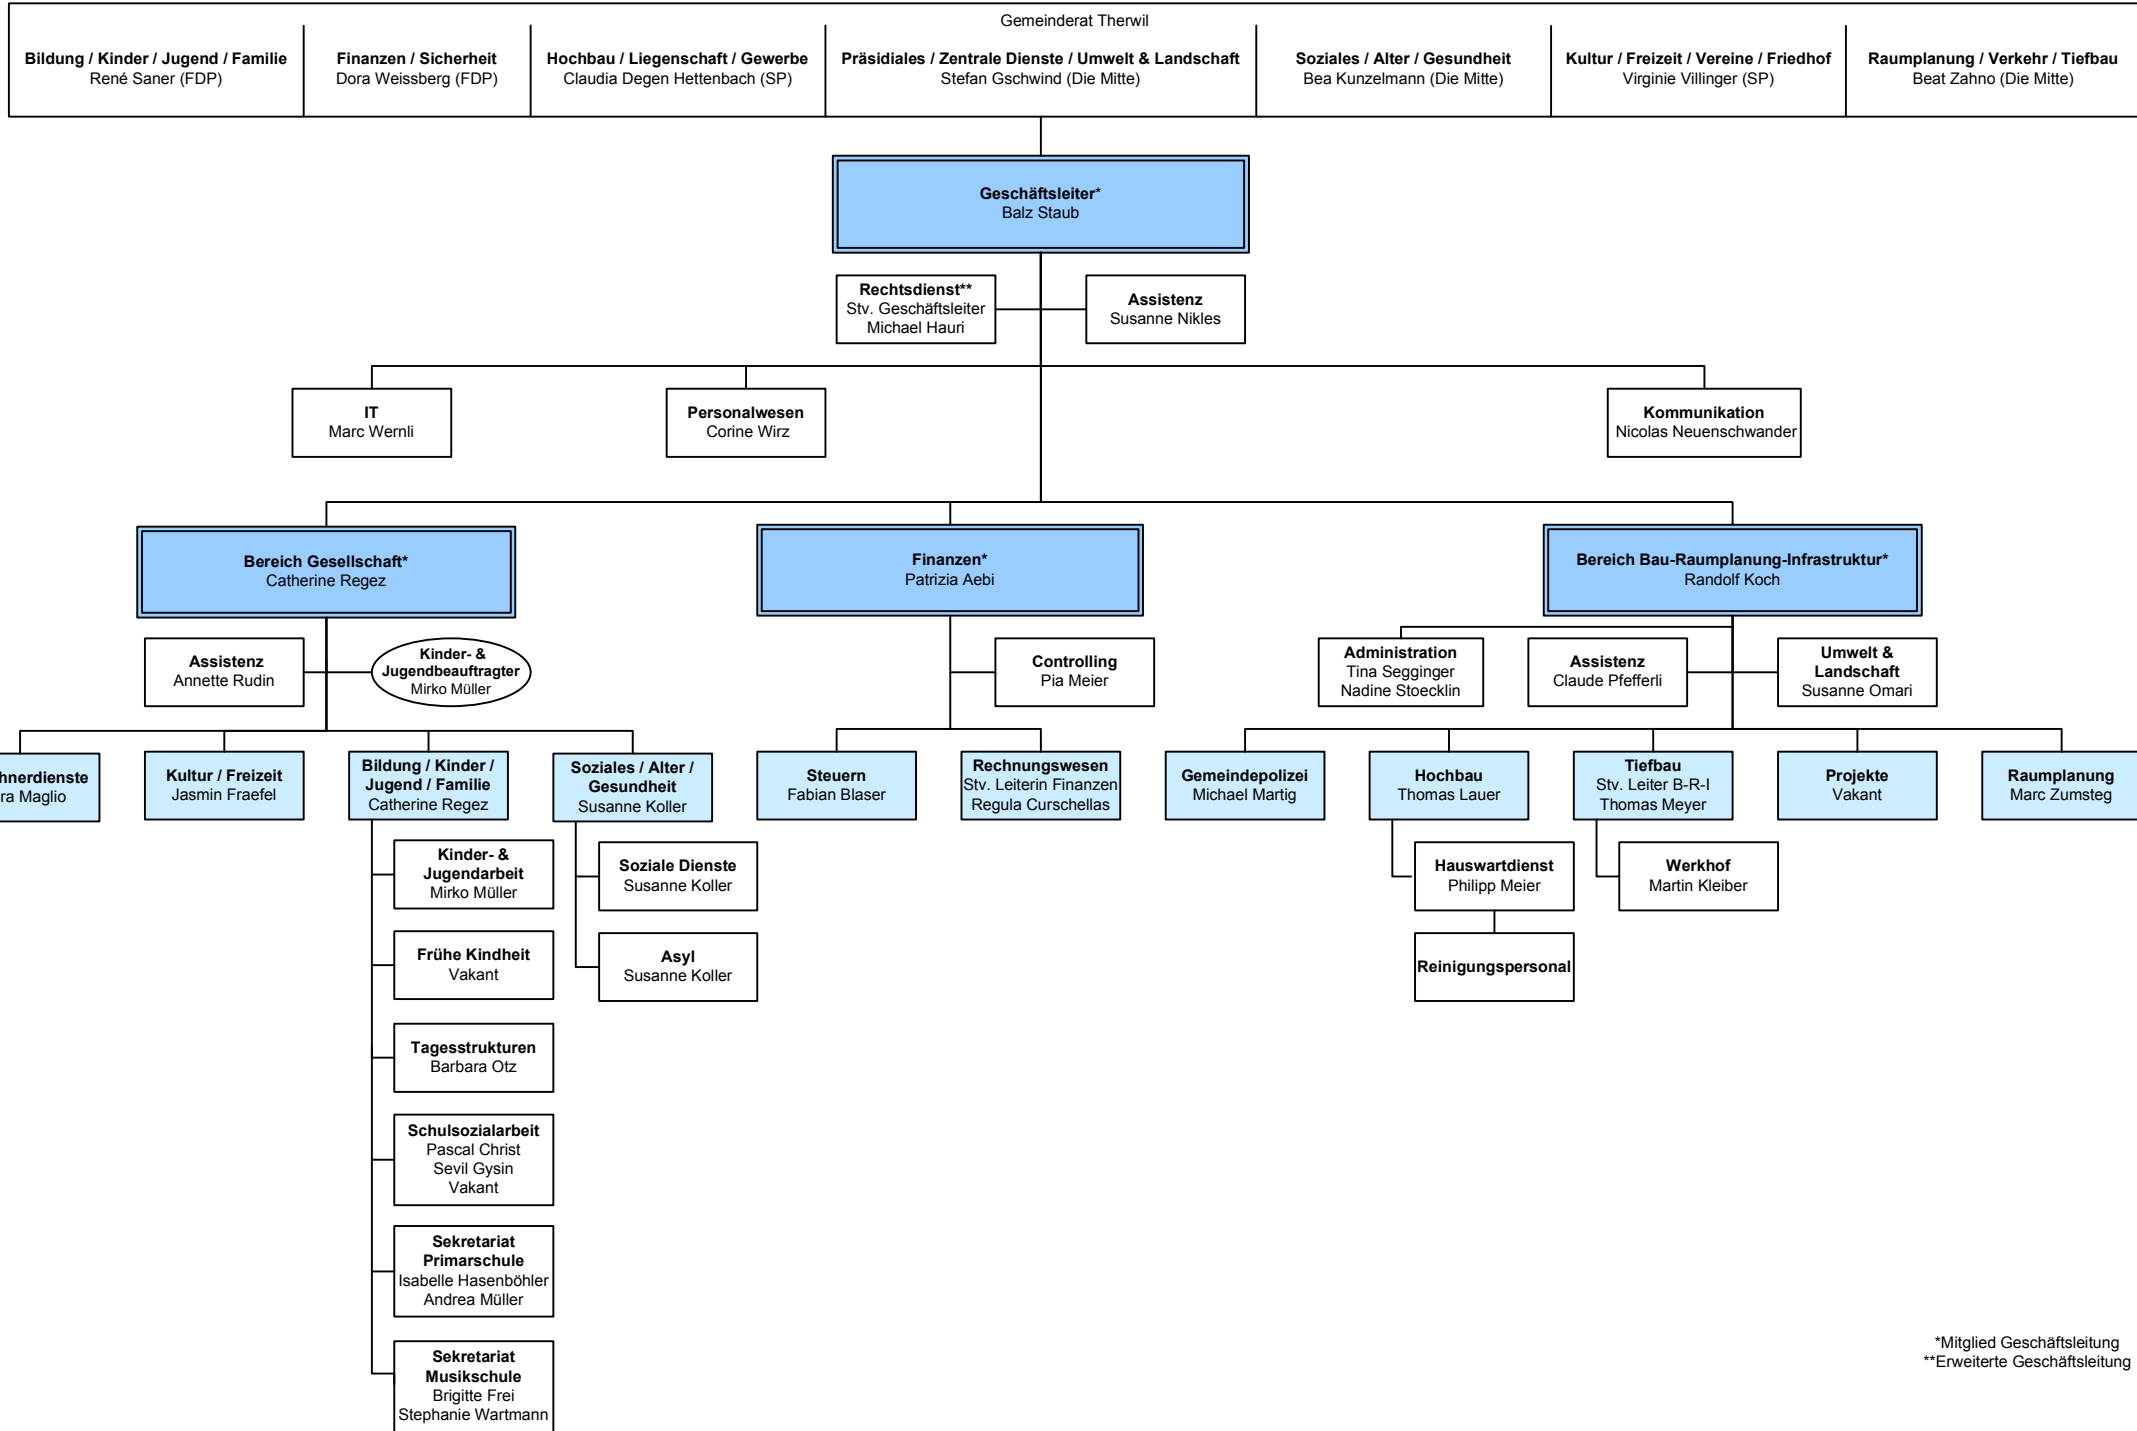 Gemeinderat Therwil
Bildung / Kinder / Jugend / Familie
René Saner (FDP)
Finanzen / Sicherheit
Dora Weissberg (FDP)
Hochbau / Liegenschaft / Gewerbe
Claudia Degen Hettenbach (SP)
Präsidiales / Zentrale Dienste / Umwelt & Landschaft
Stefan Gschwind (Die Mitte)
Soziales / Alter / Gesundheit
Bea Kunzelmann (Die Mitte)
Kultur / Freizeit / Vereine / Friedhof
Virginie Villinger (SP)
Raumplanung / Verkehr / Tiefbau
Beat Zahno (Die Mitte)
Geschäftsleiter*
Balz Staub
Rechtsdienst**
Stv. Geschäftsleiter
Michael Hauri
Assistenz
Susanne Nikles
IT
Marc Wernli
Personalwesen
Corine Wirz
Kommunikation
Nicolas Neuenschwander
Bereich Gesellschaft*
Catherine Regez
Finanzen*
Patrizia Aebi
Bereich Bau-Raumplanung-Infrastruktur*
Randolf Koch
Assistenz
Annette Rudin
Kinder- &
Jugendbeauftragter
Mirko Müller
Controlling
Pia Meier
Administration
Tina Segginger
Nadine Stoecklin
Assistenz
Claude Pfefferli
Umwelt &
Landschaft
Susanne Omari
Maglio
Kultur / Freizeit
Jasmin Fraefel
Bildung / Kinder /
Jugend / Familie
Catherine Regez
Soziales / Alter /
Gesundheit
Susanne Koller
Steuern
Fabian Blaser
Rechnungswesen
Stv. Leiterin Finanzen
Regula Curschellas
Gemeindepolizei
Michael Martig
Hochbau
Thomas Lauer
Tiefbau
Stv. Leiter B-R-I
Thomas Meyer
Projekte
Vakant
Raumplanung
Marc Zumsteg
Kinder- &
Jugendarbeit
Mirko Müller
Soziale Dienste
Susanne Koller
Hauswartdienst
Philipp Meier
Werkhof
Martin Kleiber
Frühe Kindheit
Vakant
Asyl
Susanne Koller
Reinigungspersonal
Tagesstrukturen
Barbara Otz
Schulsozialarbeit
Pascal Christ
Sevil Gysin
Vakant
Sekretariat
Primarschule
Isabelle Hasenböhler
Andrea Müller
Sekretariat
Musikschule
Brigitte Frei
Stephanie Wartmann
*Mitglied Geschäftsleitung
**Erweiterte Geschäftsleitung